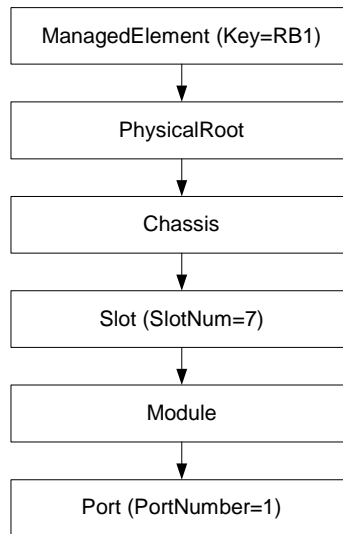 ManagedElement (Key=RB1)
PhysicalRoot
Chassis
Slot (SlotNum=7)
Module
Port (PortNumber=1)